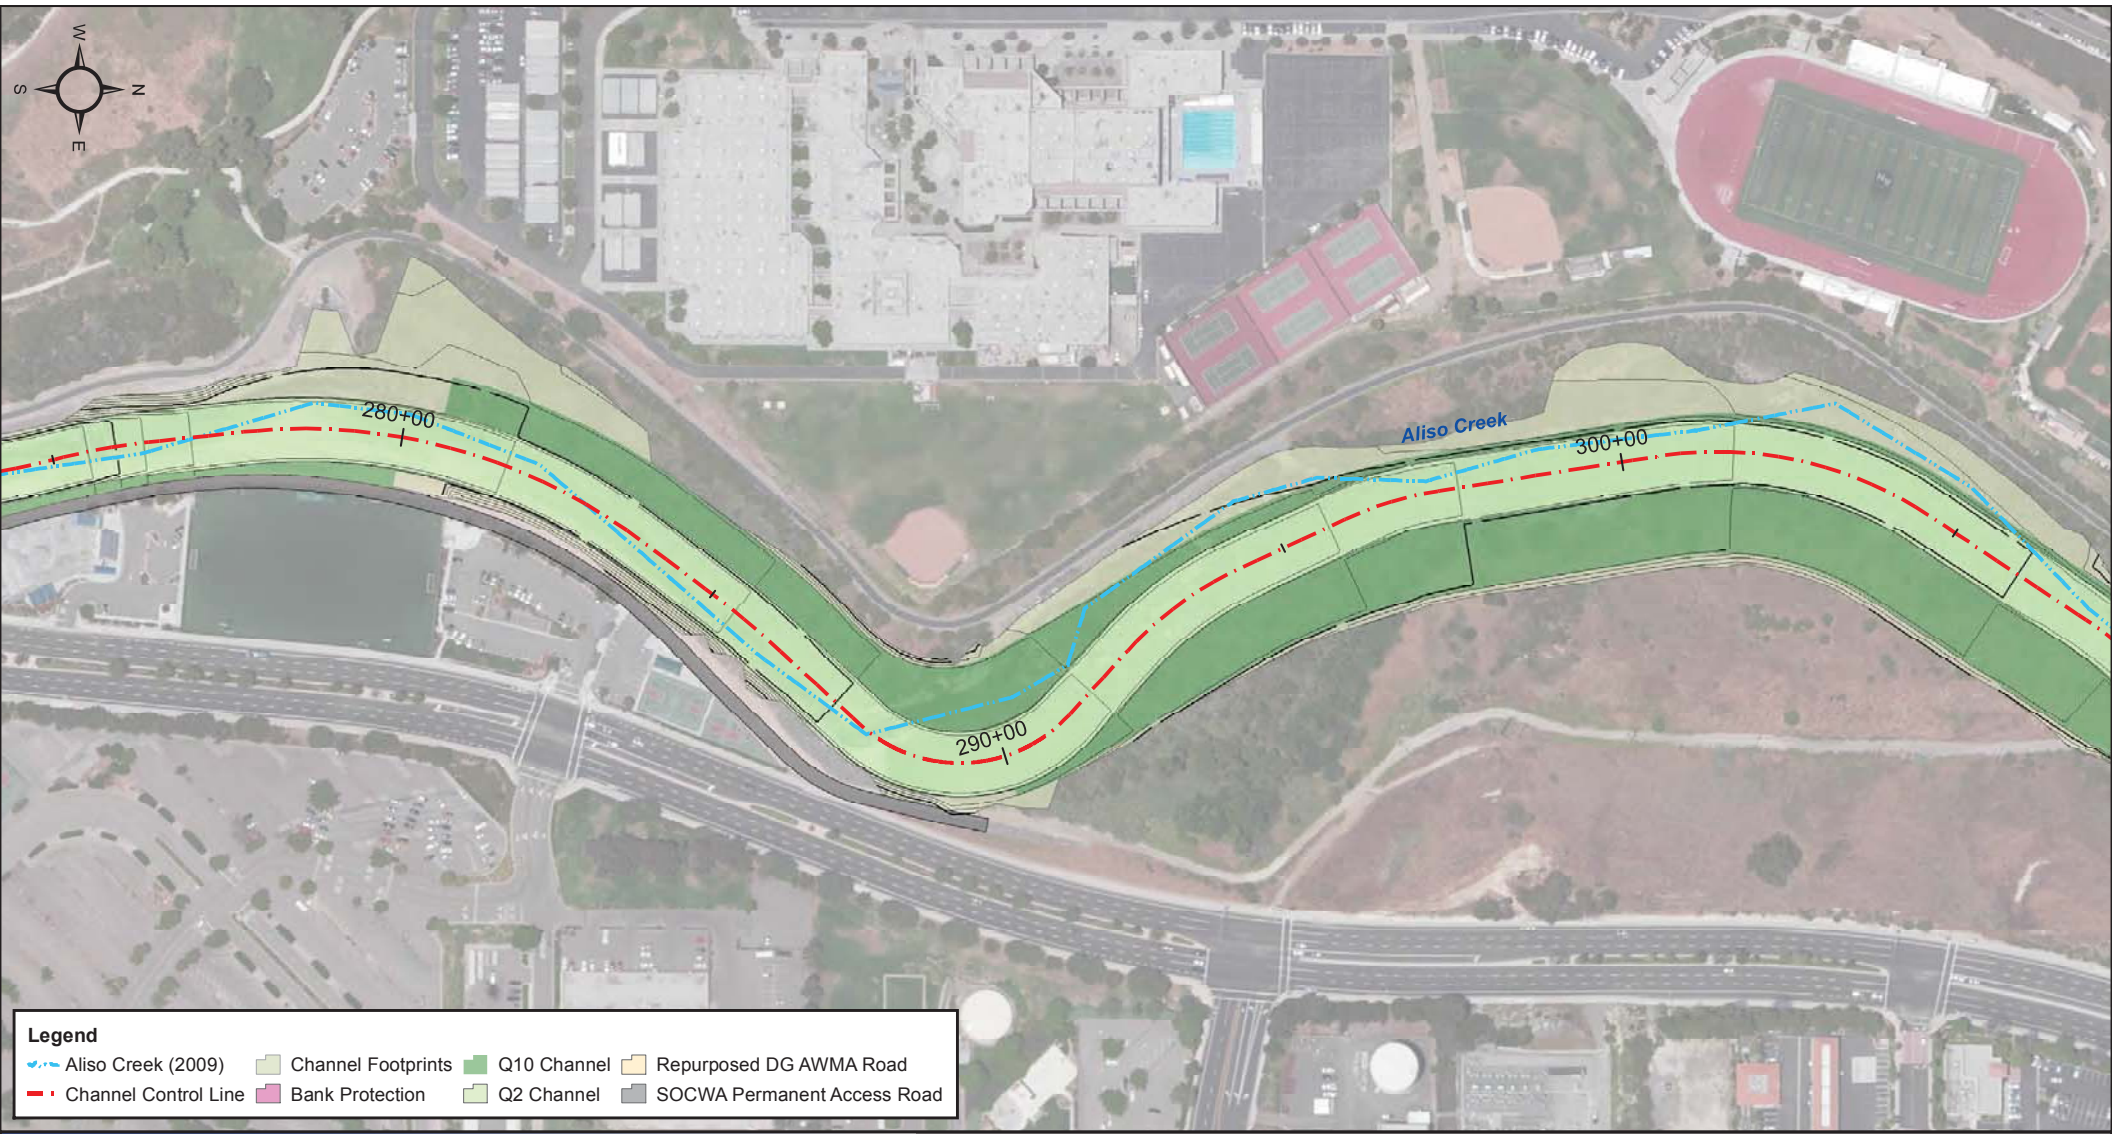 W
S N
E
280+00
Aliso Creek
300+00
290+00
Legend
Aliso Creek (2009)
Channel Footprints
Q10 Channel
Repurposed DG AWMA Road
Channel Control Line
Bank Protection
Q2 Channel
SOCWA Permanent Access Road